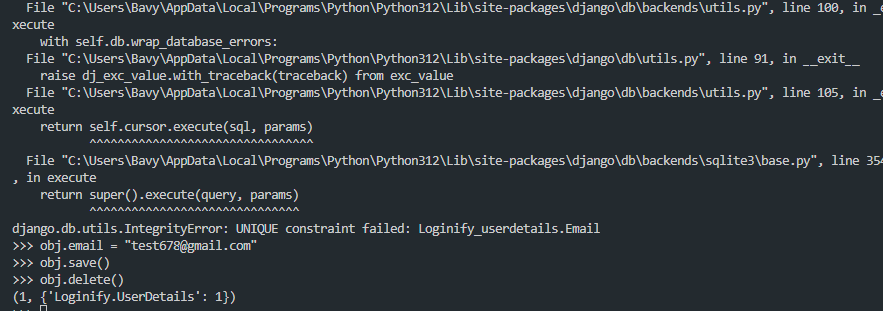 File "C:\Users\Bavy\AppData\Local\Programs\Python\Python312\Lib\site-packages\django\db\backends\utils.py", line 100, in _e
xecute
    with self.db.wrap_database_errors:
  File "C:\Users\Bavy\AppData\Local\Programs\Python\Python312\Lib\site-packages\django\db\utils.py", line 91, in __exit__
    raise dj_exc_value.with_traceback(traceback) from exc_value
  File "C:\Users\Bavy\AppData\Local\Programs\Python\Python312\Lib\site-packages\django\db\backends\utils.py", line 105, in _e
xecute
    return self.cursor.execute(sql, params)
           ^^^^^^^^^^^^^^^^^^^^^^^^^^^^^^^^
  File "C:\Users\Bavy\AppData\Local\Programs\Python\Python312\Lib\site-packages\django\db\backends\sqlite3\base.py", line 354
, in execute
    return super().execute(query, params)
           ^^^^^^^^^^^^^^^^^^^^^^^^^^^^^^
django.db.utils.IntegrityError: UNIQUE constraint failed: Loginify_userdetails.Email
>>> obj.email = "test678@gmail.com"
>>> obj.save()
>>> obj.delete()
(1, {'Loginify.UserDetails': 1})
>>>